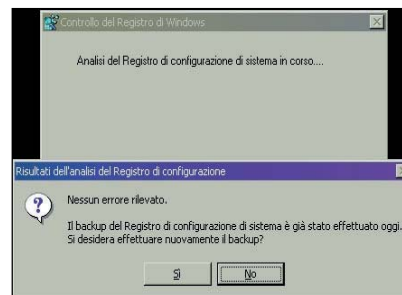 Controllo del Registro di Windows
Analisi del Registro di configurazione di sistema in corso....
Risultati dell'analisi del Registro di configurazione
Nessun errore rilevato.
Il backup del Registro di configurazione di sistema è già stato effettuato oggi.
Si desidera effettuare nuovamente il backup?
Sì
No